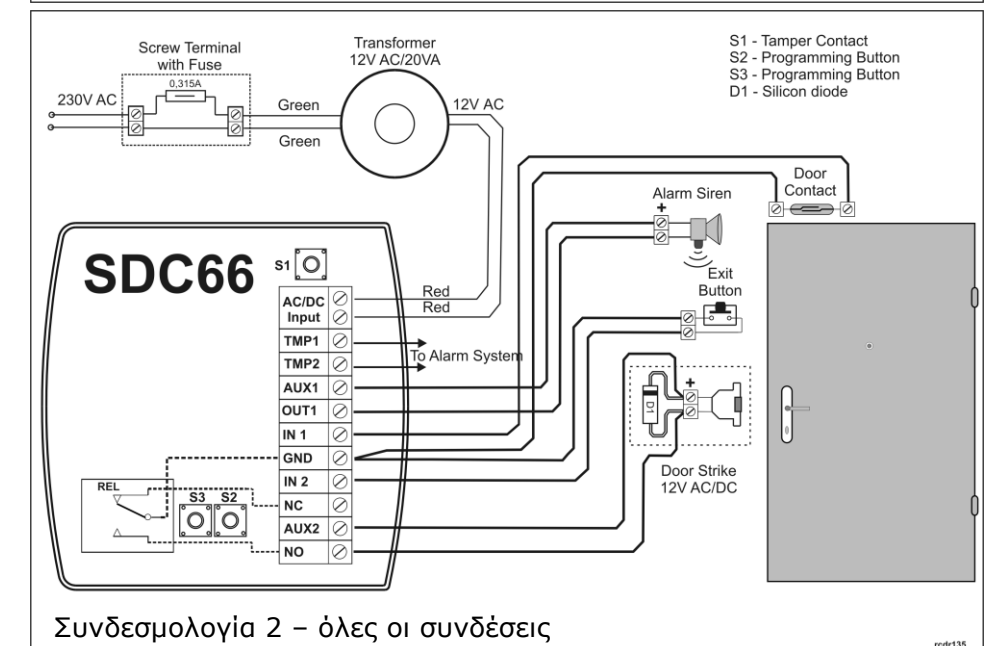 Screw Terminal
with Fuse
0,315A
230V AC
Green
Green
Transformer
12V AC/20VA
12V AC
S1 - Tamper Contact
S2 - Programming Button
S3 - Programming Button
D1 - Silicon diode
Door
Contact
Alarm Siren
+
Exit
Button
SDC66
S1
AC/DC
Input
Red
Red
TMP1
TMP2
To Alarm System
AUX1
OUT1
IN 1
GND
IN 2
NC
AUX2
NO
REL
S3 S2
D1
+
Door Strike
12V AC/DC
Συνδεσμολογία 2 – όλες οι συνδέσεις
rcdr135